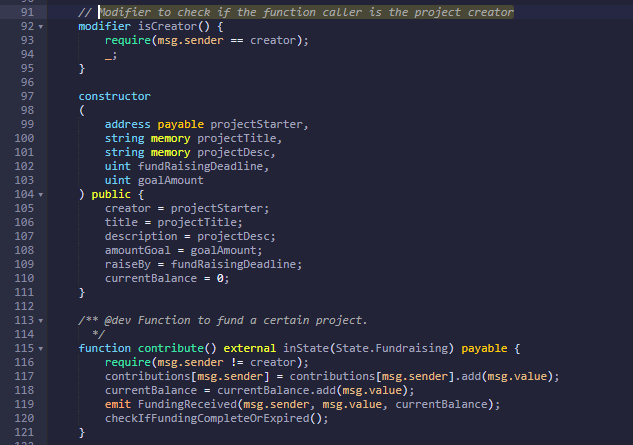 91 // Modifier to check if the function caller is the project creator
92 modifier isCreator() {
93 require(msg.sender == creator);
94 _;
95 }
96
97 constructor
98 (
99 address payable projectStarter,
100 string memory projectTitle,
101 string memory projectDesc,
102 uint fundRaisingDeadline,
103 uint goalAmount
104 ) public {
105 creator = projectStarter;
106 title = projectTitle;
107 description = projectDesc;
108 amountGoal = goalAmount;
109 raiseBy = fundRaisingDeadline;
110 currentBalance = 0;
111 }
112
113 /** @dev Function to fund a certain project.
114 */
115 function contribute() external inState(State.Fundraising) payable {
116 require(msg.sender != creator);
117 contributions[msg.sender] = contributions[msg.sender].add(msg.value);
118 currentBalance = currentBalance.add(msg.value);
119 emit FundingReceived(msg.sender, msg.value, currentBalance);
120 checkIfFundingCompleteOrExpired();
121 }